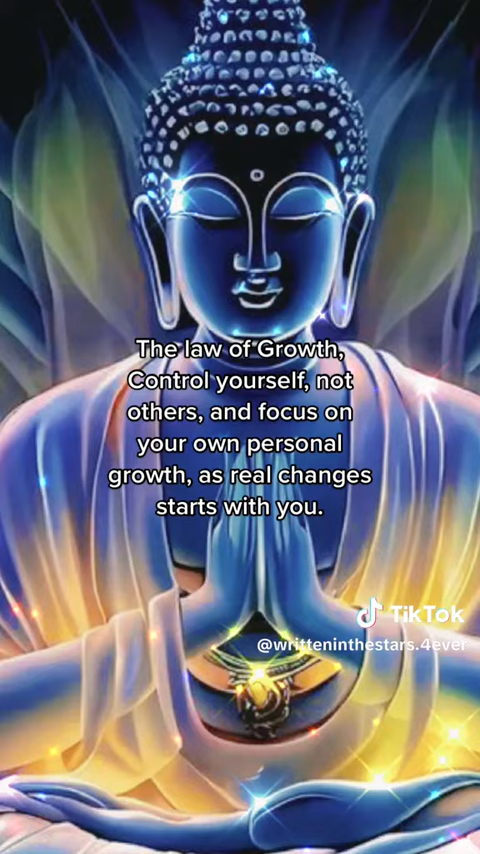 The law of Growth,
Control yourself, not
others, and focus on
your own personal
growth, as real changes
starts with you.
TikTok
@writteninthestars.4ever